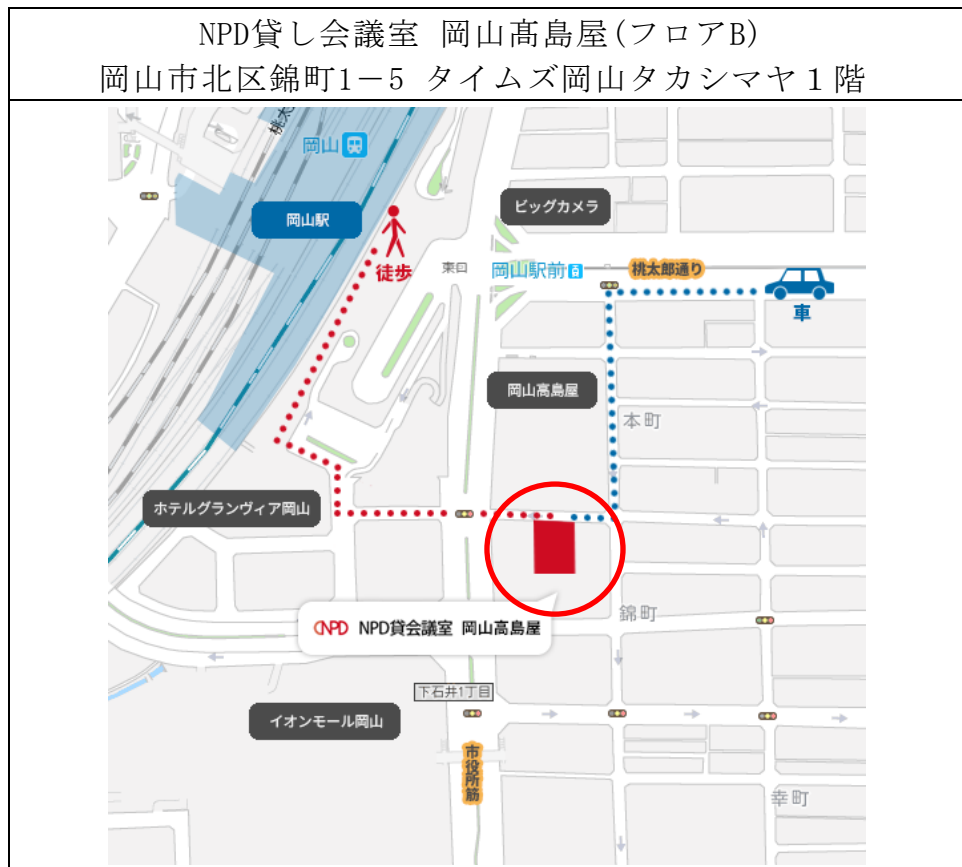 NPD貸し会議室 岡山髙島屋(フロアB)
岡山市北区錦町1－5 タイムズ岡山タカシマヤ１階
岡山
岡山駅
ビッグカメラ
徒歩
東口
岡山駅前
桃太郎通り
車
岡山高島屋
本町
ホテルグランヴィア岡山
錦町
NPD NPD貸会議室 岡山高島屋
下石井1丁目
イオンモール岡山
市役所筋
幸町